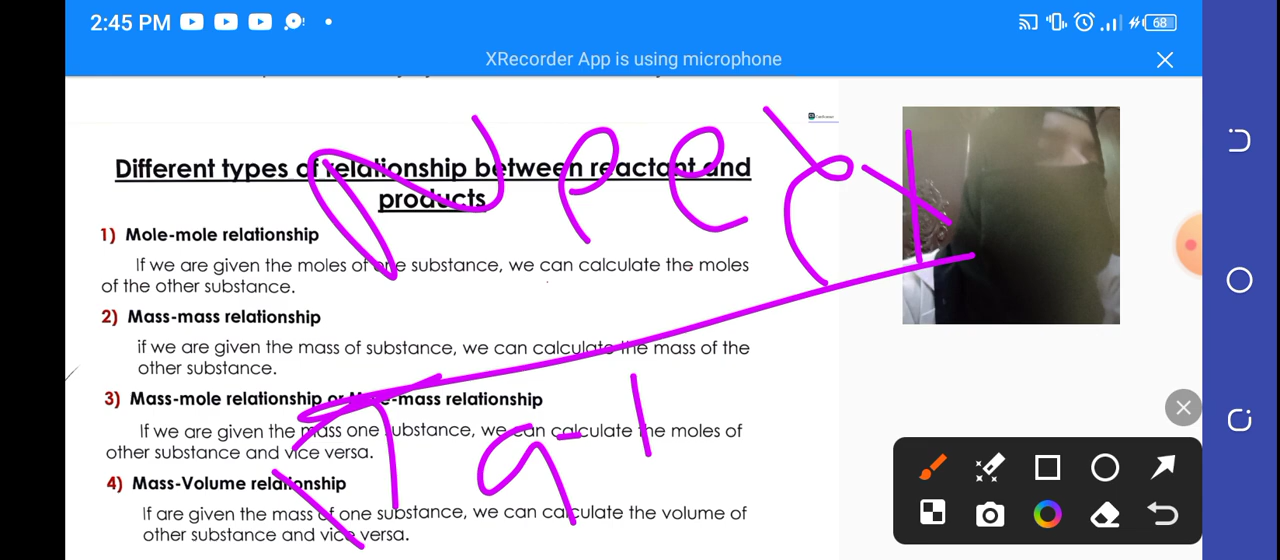 2:45 PM
68
XRecorder App is using microphone
Different types of relationship between reactant and
products
1) Mole-mole relationship
If we are given the moles of one substance, we can calculate the moles
of the other substance.
2) Mass-mass relationship
if we are given the mass of substance, we can calculate the mass of the
other substance.
3) Mass-mole relationship or Mole-mass relationship
If we are given the mass one substance, we can calculate the moles of
other substance and vice versa.
4) Mass-Volume relationship
If are given the mass of one substance, we can calculate the volume of
other substance and vice versa.